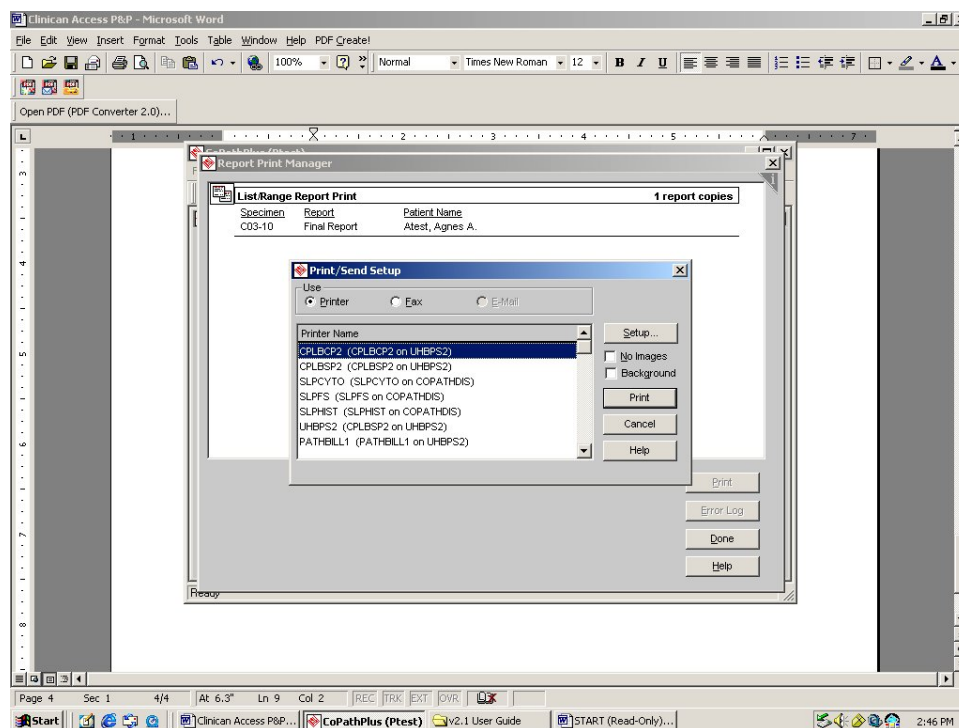 Clinican Access P&P - Microsoft Word
File Edit View Insert Format Tools Table Window Help PDF Create!
100% Normal Times New Roman 12 B I U
Open PDF (PDF Converter 2.0)...
Report Print Manager
List/Range Report Print 1 report copies
Specimen Report Patient Name
C03-10 Final Report Atest, Agnes A.
Print/Send Setup
Use
Printer Fax E-Mail
Printer Name
CPLBCP2 (CPLBCP2 on UHBPS2)
CPLBSP2 (CPLBSP2 on UHBPS2)
SLPCYTO (SLPCYTO on COPATHDIS)
SLPFS (SLPFS on COPATHDIS)
SLPHIST (SLPHIST on COPATHDIS)
UHBPS2 (CPLBSP2 on UHBPS2)
PATHBILL1 (PATHBILL1 on UHBPS2)
Setup...
No Images
Background
Print
Cancel
Help
Print
Error Log
Done
Help
Ready
Page 4 Sec 1 4/4 At 6.3" Ln 9 Col 2 REC TRK EXT OVR
Start Clinican Access P&P... CoPathPlus (Ptest) v2.1 User Guide START (Read-Only)... 2:46 PM